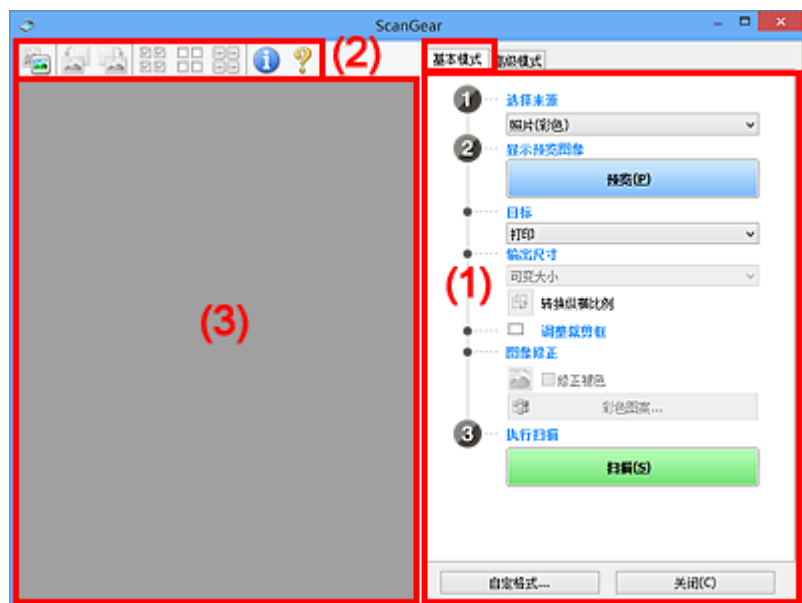 ScanGear
(2)
基本模式 高级模式
1 选择来源
照片(彩色)
2 显示预览图像
预览(P)
目标
打印
输出尺寸
可变大小
(1)
转换纵横比例
调整裁剪框
图像修正
修正褪色
彩色图案...
3 执行扫描
扫描(S)
(3)
自定格式... 关闭(C)